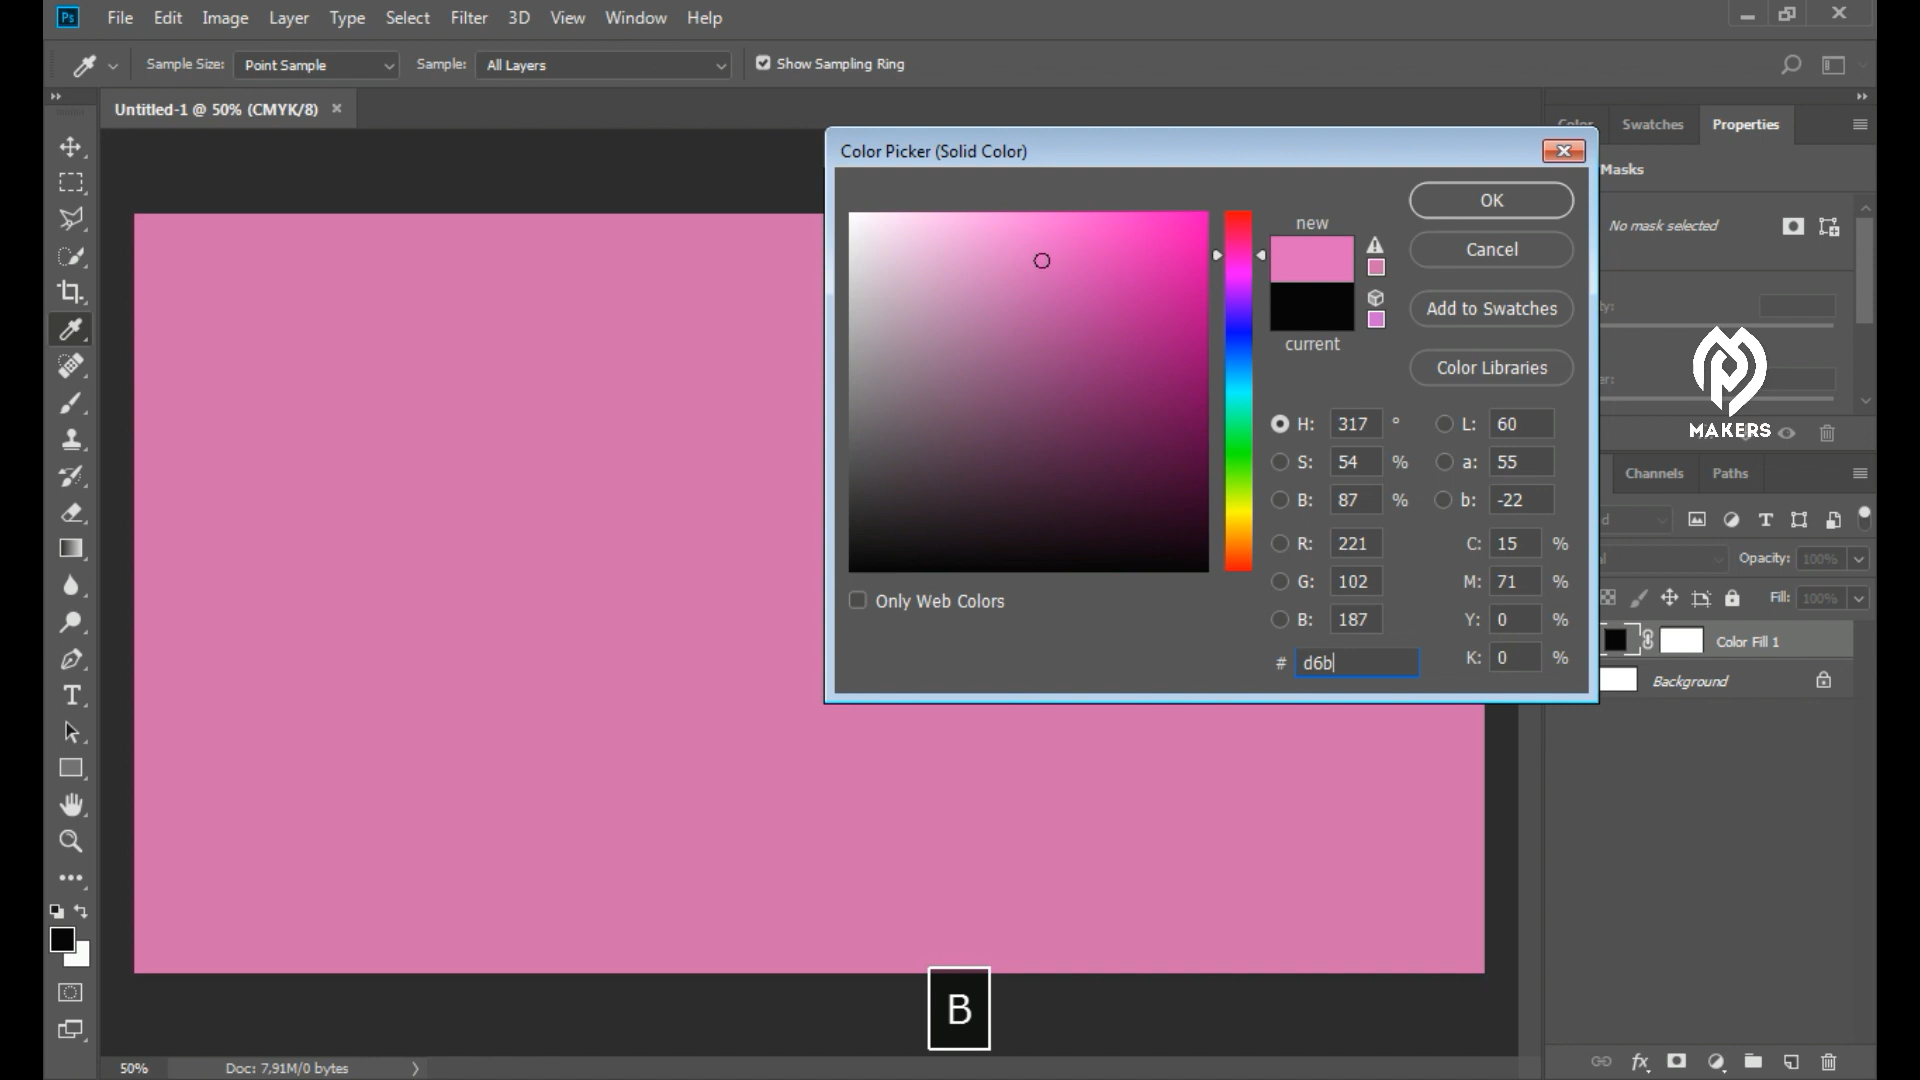 Ps File Edit Image Layer Type Select Filter 3D View Window Help
Sample Size: Point Sample Sample: All Layers Show Sampling Ring
Untitled-1 @ 50% (CMYK/8)
Color Swatches Properties
Color Picker (Solid Color)
Masks
No mask selected
new
current
OK
Cancel
Add to Swatches
Color Libraries
H: 317 °
S: 54 %
B: 87 %
R: 221
G: 102
B: 187
# d6b
L: 60
a: 55
b: -22
C: 15 %
M: 71 %
Y: 0 %
K: 0 %
Only Web Colors
MAKERS
Channels Paths
Opacity: 100%
Fill: 100%
Color Fill 1
Background
B
50% Doc: 7,91M/0 bytes
fx